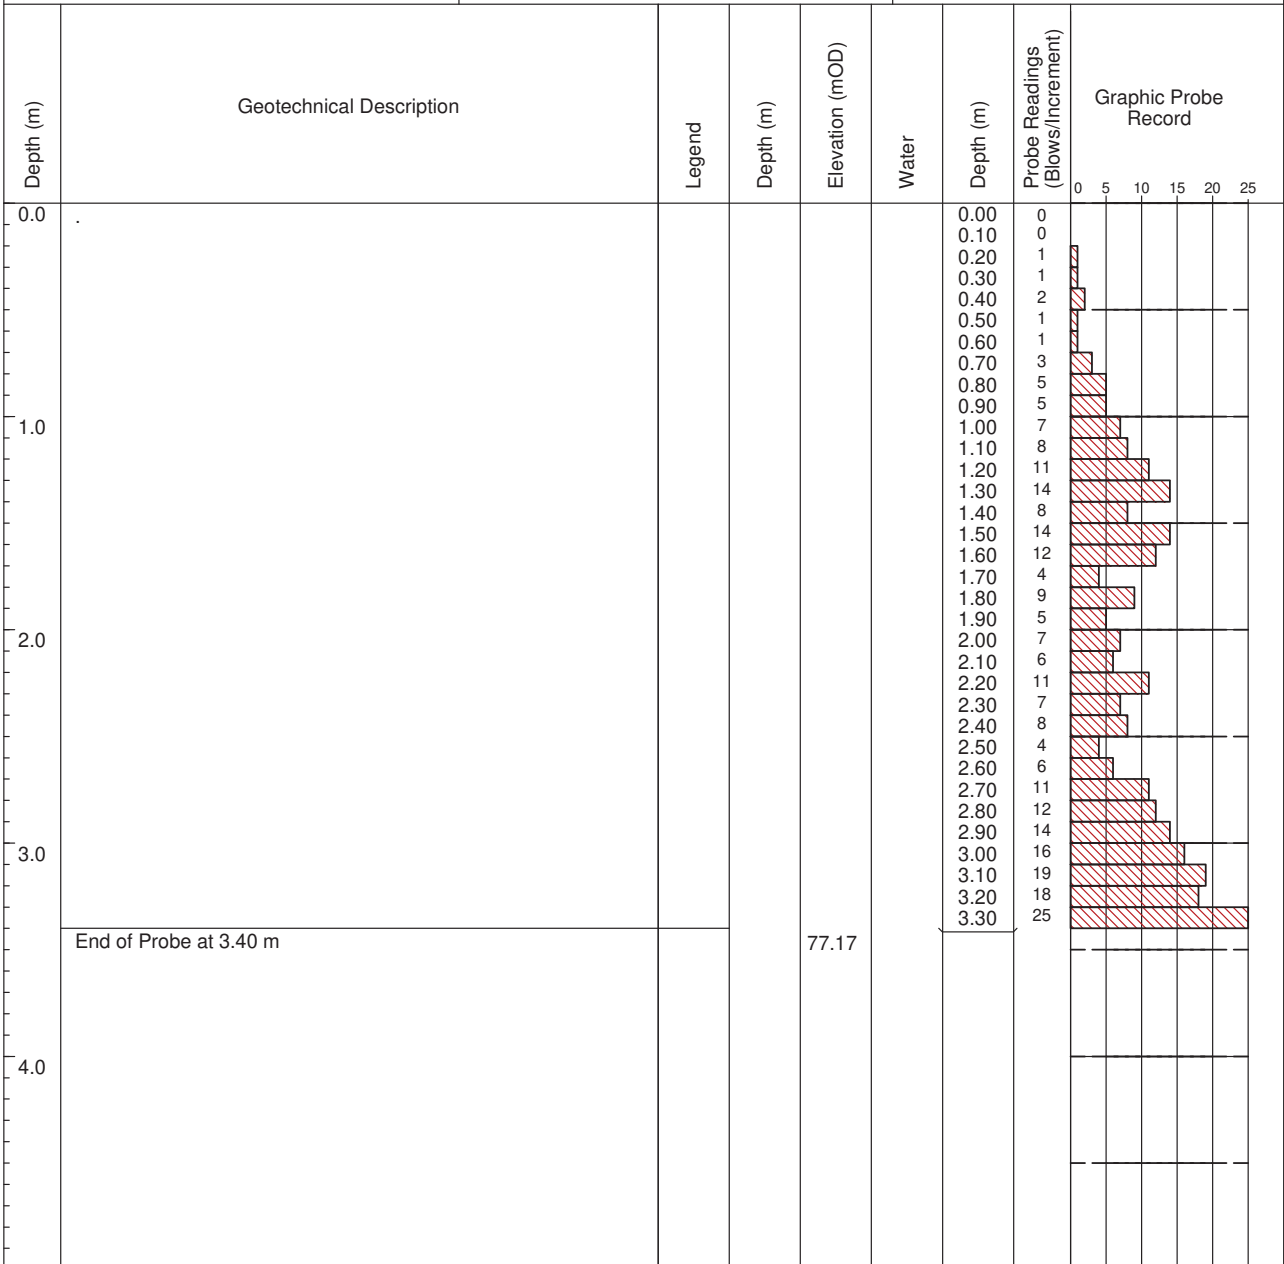 Depth (m)
Geotechnical Description
Legend
Depth (m)
Elevation (mOD)
Water
Depth (m)
Probe Readings
(Blows/Increment)
Graphic Probe
Record
0 5 10 15 20 25
0.0 . 0.00 0
0.10 0
0.20 1
0.30 1
0.40 2
0.50 1
0.60 1
0.70 3
0.80 5
0.90 5
1.0 1.00 7
1.10 8
1.20 11
1.30 14
1.40 8
1.50 14
1.60 12
1.70 4
1.80 9
1.90 5
2.0 2.00 7
2.10 6
2.20 11
2.30 7
2.40 8
2.50 4
2.60 6
2.70 11
2.80 12
2.90 14
3.0 3.00 16
3.10 19
3.20 18
3.30 25
End of Probe at 3.40 m 77.17
4.0